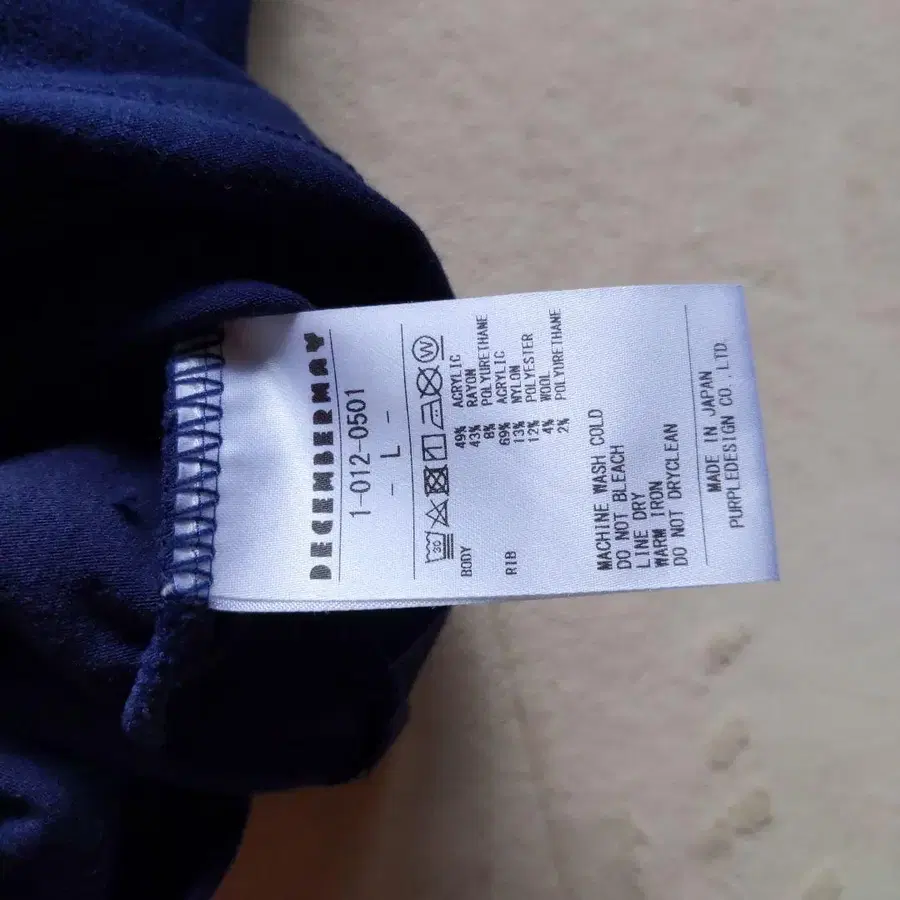 DECEMBERMAY
1-012-0501
- L -
30 W
BODY 49% ACRYLIC
43% RAYON
8% POLYURETHANE
RIB 69% ACRYLIC
13% NYLON
12% POLYESTER
4% WOOL
2% POLYURETHANE
MACHINE WASH COLD
DO NOT BLEACH
LINE DRY
WARM IRON
DO NOT DRYCLEAN
MADE IN JAPAN
PURPLEDESIGN CO.,LTD.